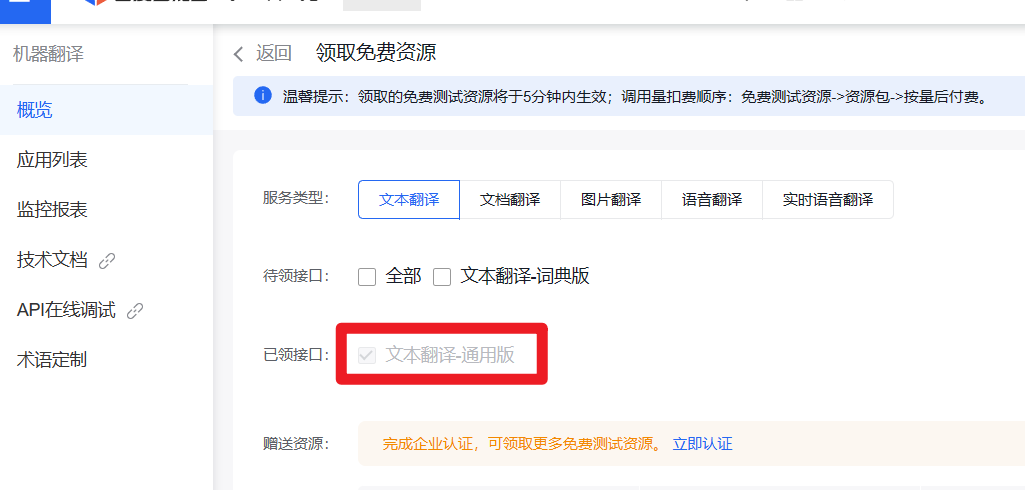 机器翻译
概览
应用列表
监控报表
技术文档
API在线调试
术语定制
返回 领取免费资源
温馨提示：领取的免费测试资源将于5分钟内生效；调用量扣费顺序：免费测试资源->资源包->按量后付费。
服务类型： 文本翻译 文档翻译 图片翻译 语音翻译 实时语音翻译
待领接口： 全部 文本翻译-词典版
已领接口： 文本翻译-通用版
赠送资源： 完成企业认证，可领取更多免费测试资源。 立即认证